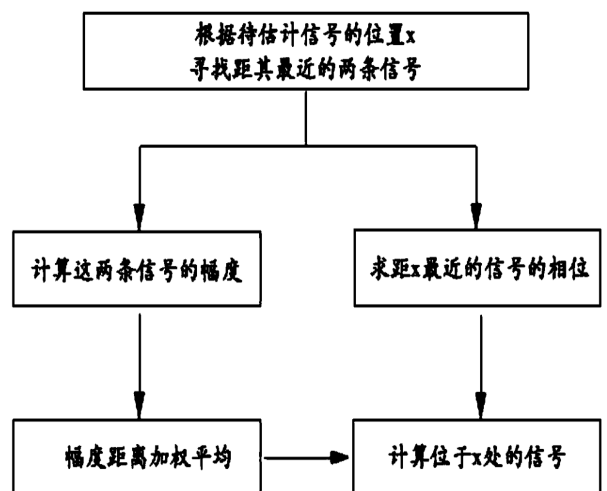 根据待估计信号的位置x
寻找距其最近的两条信号
计算这两条信号的幅度
求距x最近的信号的相位
幅度距离加权平均
计算位于x处的信号